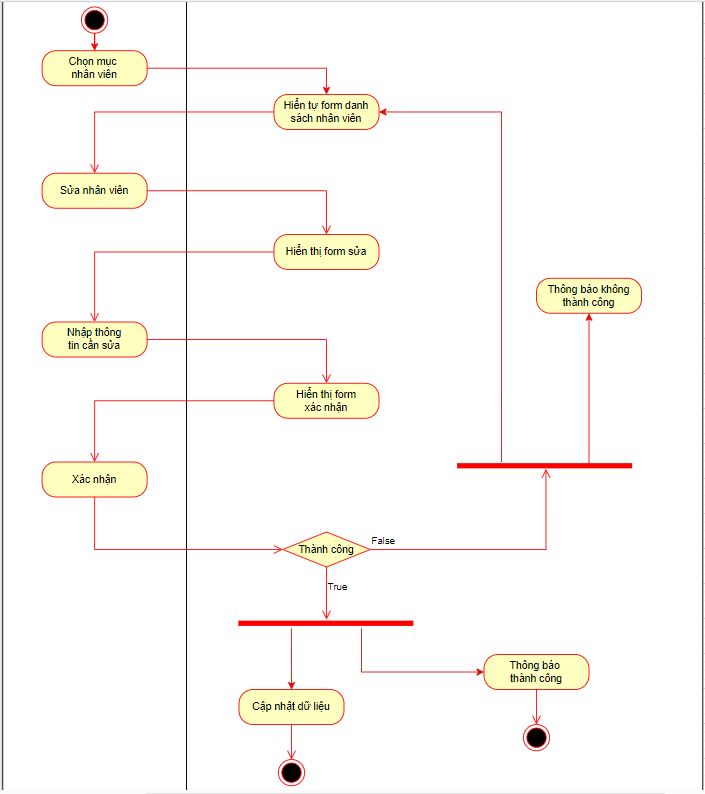 Chọn mục
nhân viên
Hiển tự form danh
sách nhân viên
Sửa nhân viên
Hiển thị form sửa
Thông báo không
thành công
Nhập thông
tin cần sửa
Hiển thị form
xác nhận
Xác nhận
Thành công
False
True
Thông báo
thành công
Cập nhật dữ liệu